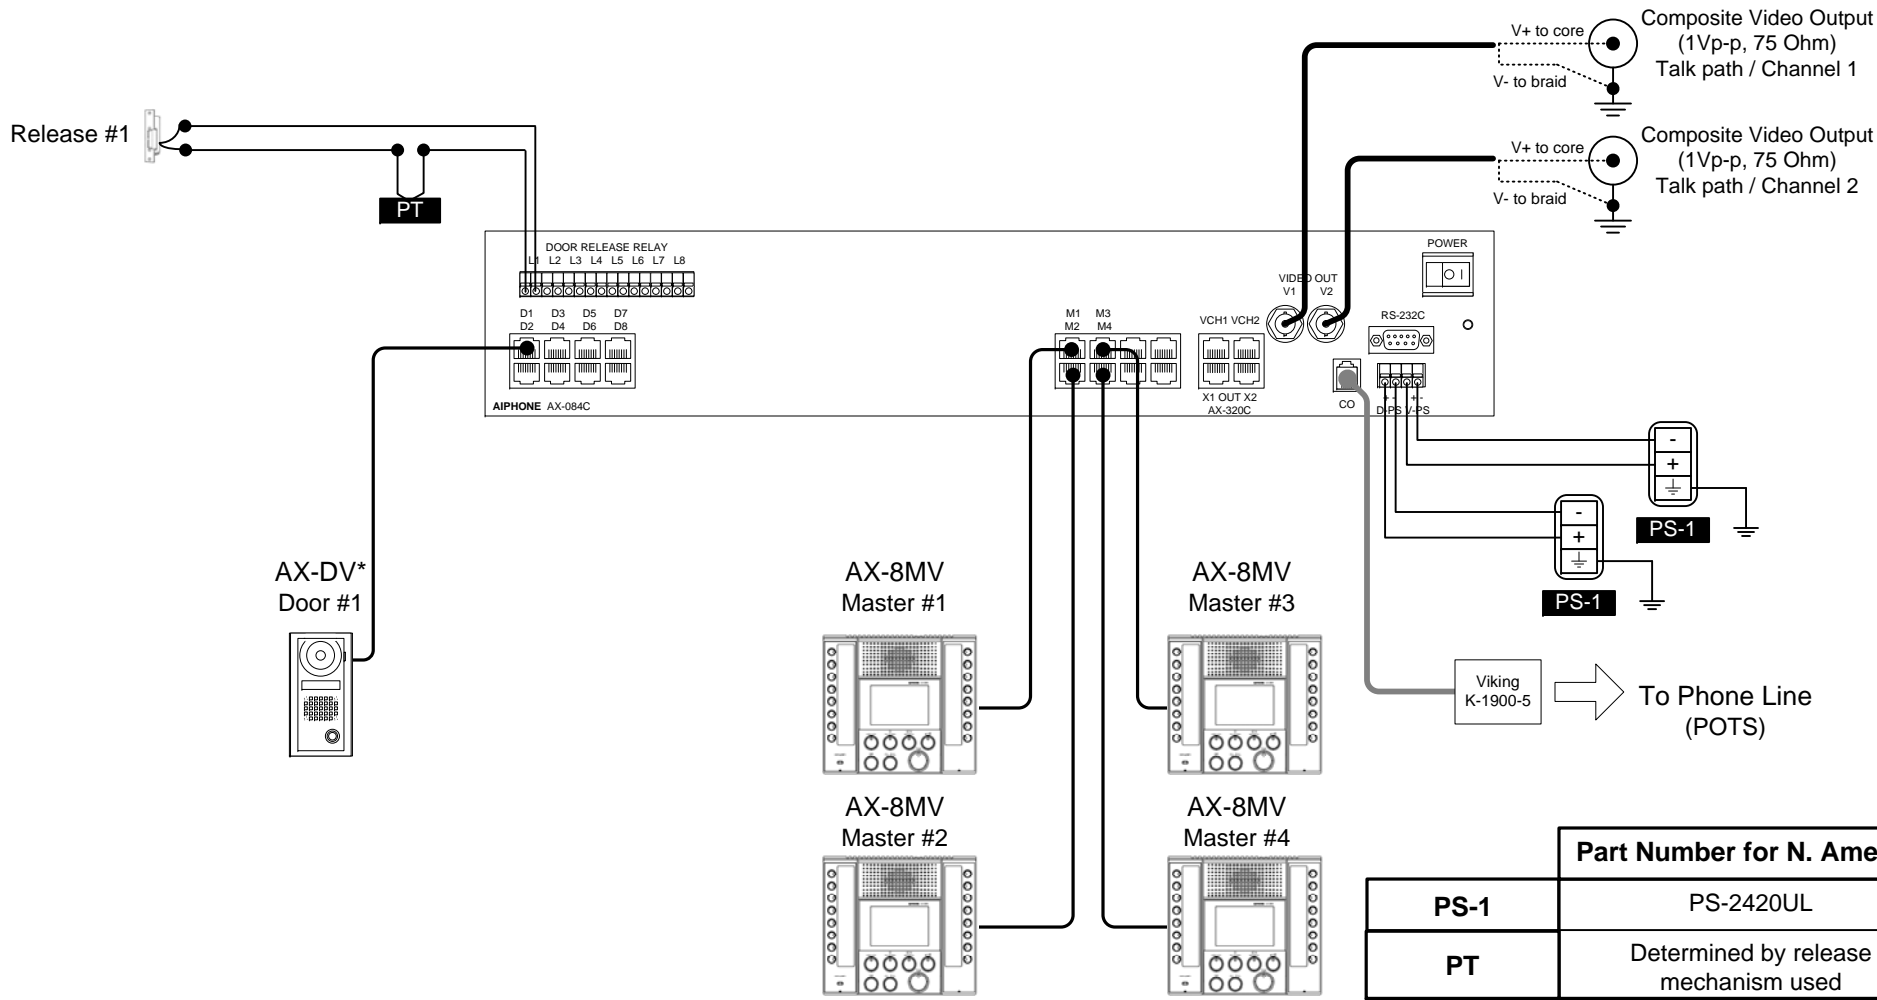 Composite Video Output
(1Vp-p, 75 Ohm)
Talk path / Channel 1
V+ to core
V- to braid
Release #1
PT
Composite Video Output
(1Vp-p, 75 Ohm)
Talk path / Channel 2
V+ to core
V- to braid
DOOR RELEASE RELAY
L1 L2 L3 L4 L5 L6 L7 L8
D1 D3 D5 D7
D2 D4 D6 D8
AIPHONE AX-084C
M1 M3
M2 M4
VCH1 VCH2
X1 OUT X2
AX-320C
VIDEO OUT
V1 V2
POWER
RS-232C
CO
+ - + -
D-PS V-PS
-
+
PS-1
-
+
PS-1
AX-DV*
Door #1
AX-8MV
Master #1
AX-8MV
Master #3
Viking
K-1900-5
To Phone Line
(POTS)
AX-8MV
Master #2
AX-8MV
Master #4
Part Number for N. Ame
PS-1 PS-2420UL
PT Determined by release
mechanism used